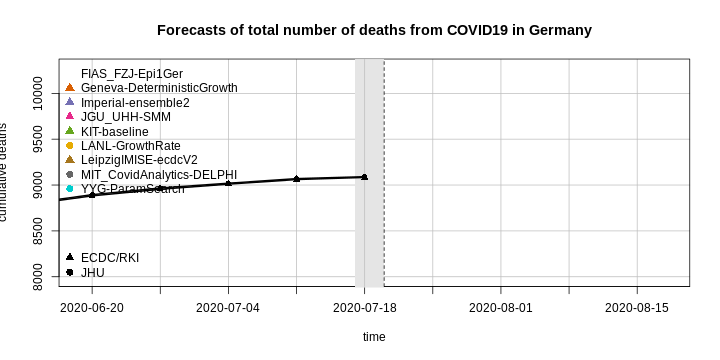 Forecasts of total number of deaths from COVID19 in Germany
cumulative deaths
10000
9500
9000
8500
8000
FIAS_FZJ-Epi1Ger
Geneva-DeterministicGrowth
Imperial-ensemble2
JGU_UHH-SMM
KIT-baseline
LANL-GrowthRate
LeipzigIMISE-ecdcV2
MIT_CovidAnalytics-DELPHI
YYG-ParamSearch
ECDC/RKI
JHU
2020-06-20
2020-07-04
2020-07-18
2020-08-01
2020-08-15
time